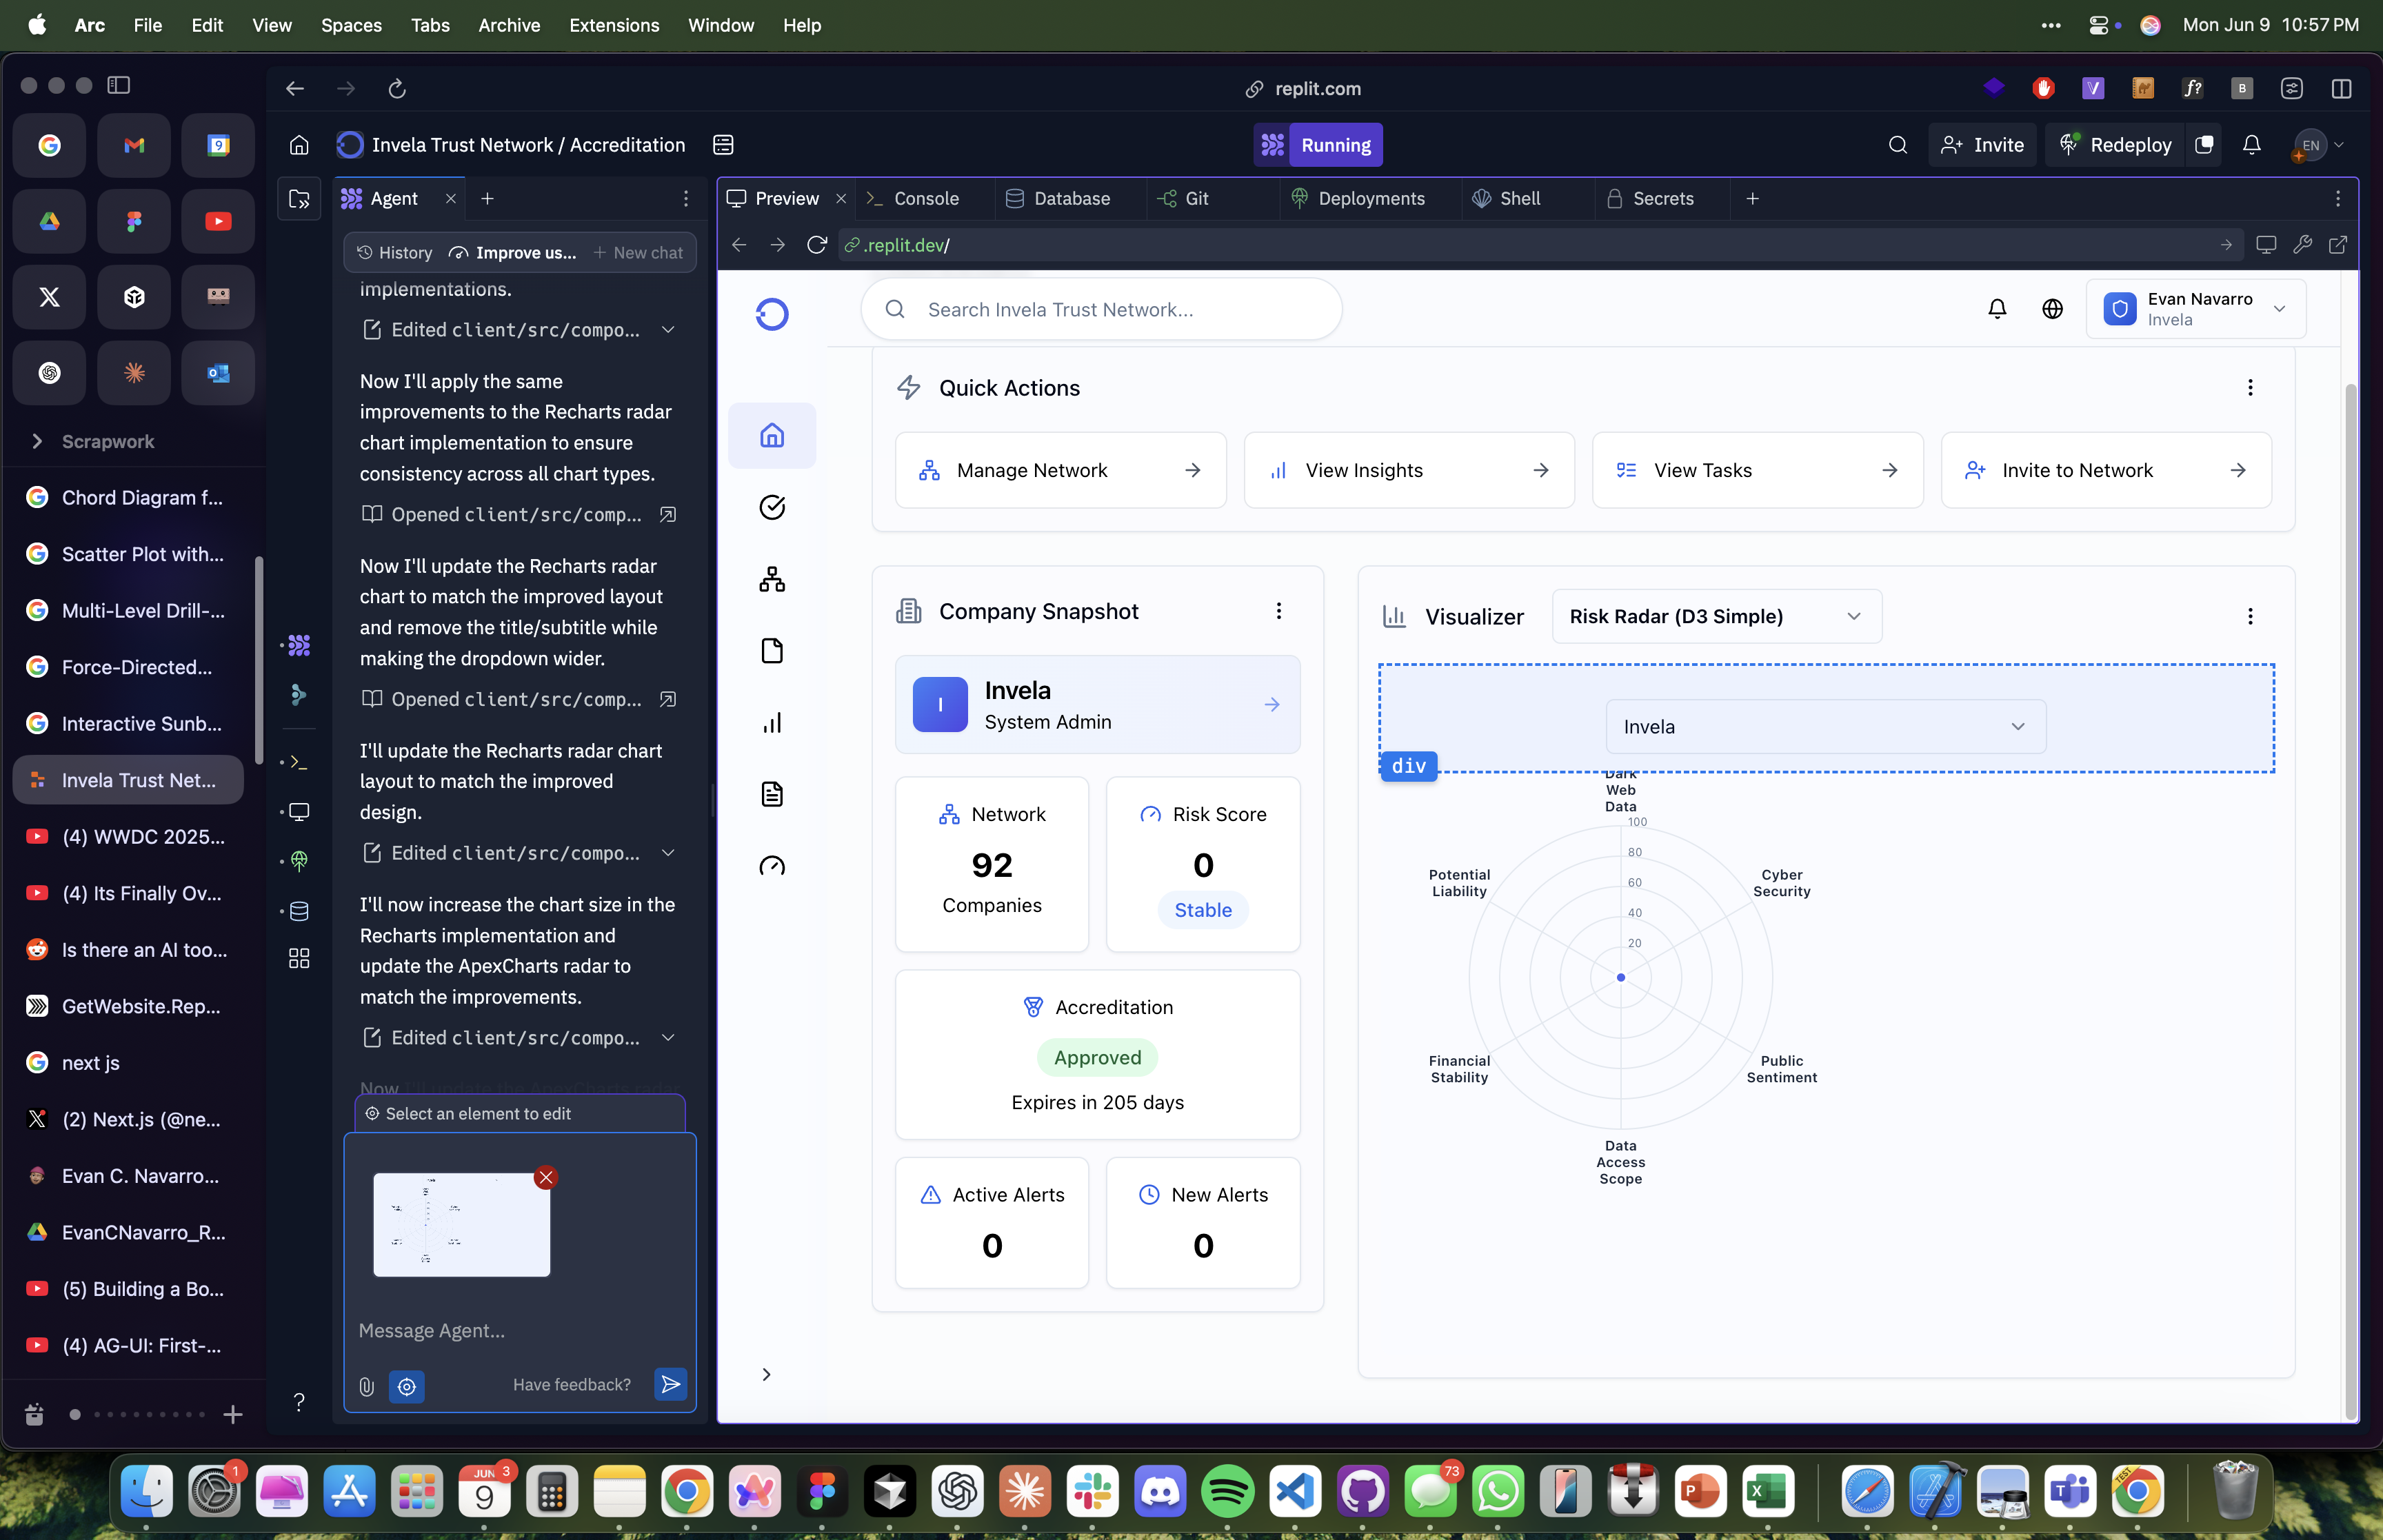 Arc File Edit View Spaces Tabs Archive Extensions Window Help
Mon Jun 9 10:57 PM
replit.com
Invela Trust Network / Accreditation
Running
Invite
Redeploy
EN
Agent
Preview
Console
Database
Git
Deployments
Shell
Secrets
History
Improve us...
New chat
.replit.dev/
implementations.
Edited client/src/compo...
Now I'll apply the same
improvements to the Recharts radar
chart implementation to ensure
consistency across all chart types.
Opened client/src/comp...
Now I'll update the Recharts radar
chart to match the improved layout
and remove the title/subtitle while
making the dropdown wider.
Opened client/src/comp...
I'll update the Recharts radar chart
layout to match the improved
design.
Edited client/src/compo...
I'll now increase the chart size in the
Recharts implementation and
update the ApexCharts radar to
match the improvements.
Edited client/src/compo...
Now I'll update the ApexCharts radar
Select an element to edit
Message Agent...
Have feedback?
Scrapwork
Chord Diagram f...
Scatter Plot with...
Multi-Level Drill-...
Force-Directed...
Interactive Sunb...
Invela Trust Net...
(4) WWDC 2025...
(4) Its Finally Ov...
Is there an AI too...
GetWebsite.Rep...
next js
(2) Next.js (@ne...
Evan C. Navarro...
EvanCNavarro_R...
(5) Building a Bo...
(4) AG-UI: First-...
Search Invela Trust Network...
Evan Navarro
Invela
Quick Actions
Manage Network
View Insights
View Tasks
Invite to Network
Company Snapshot
I
Invela
System Admin
Network
92
Companies
Risk Score
0
Stable
Accreditation
Approved
Expires in 205 days
Active Alerts
0
New Alerts
0
Visualizer
Risk Radar (D3 Simple)
Invela
div
Dark
Web
Data
100
80
60
40
20
Potential
Liability
Cyber
Security
Financial
Stability
Public
Sentiment
Data
Access
Scope
1
JUN
9
3
73